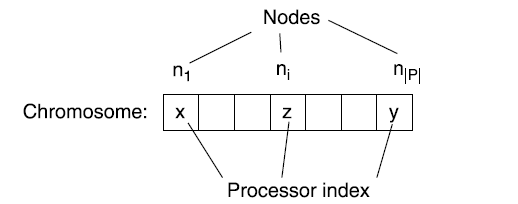 Nodes
n1 ni n|P|
Chromosome: x z y
Processor index